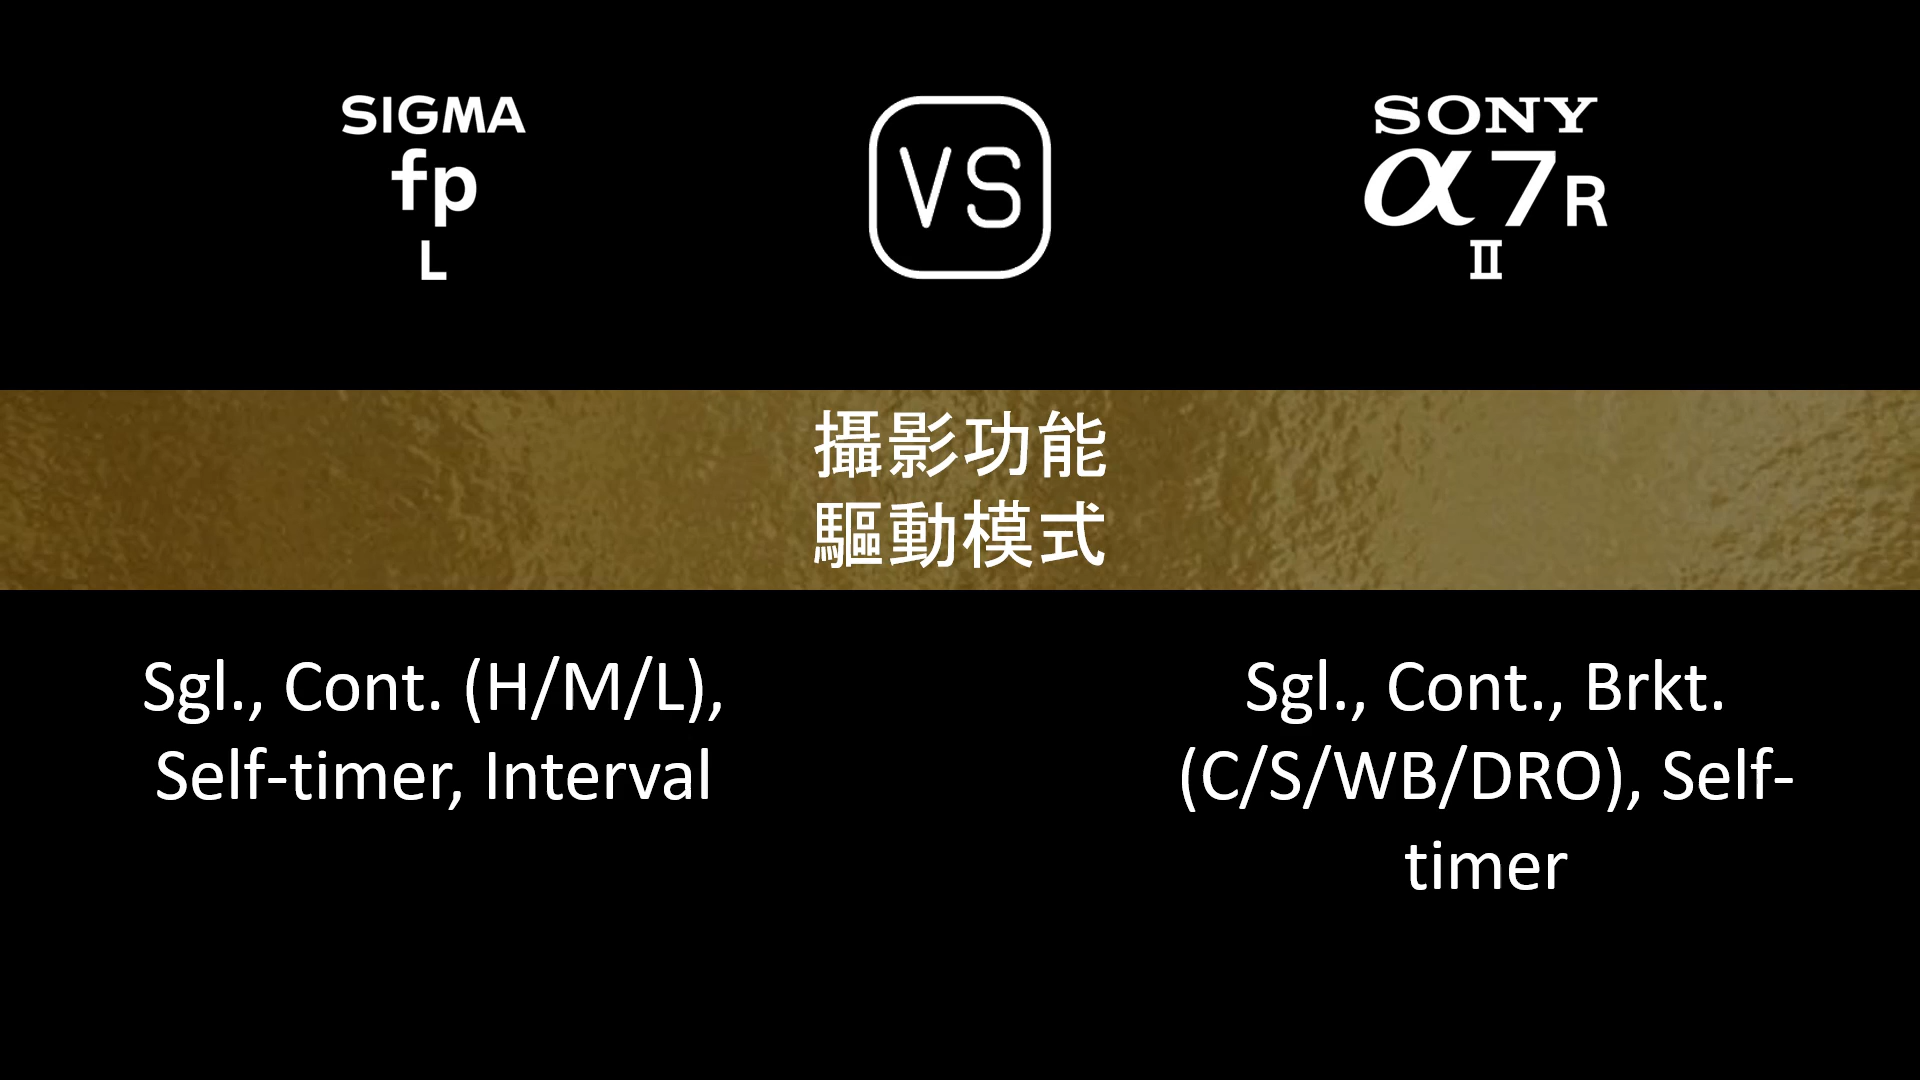 SIGMA
fp
L
VS
SONY
α7R
II
攝影功能
驅動模式
Sgl., Cont. (H/M/L),
Self-timer, Interval
Sgl., Cont., Brkt.
(C/S/WB/DRO), Self-
timer